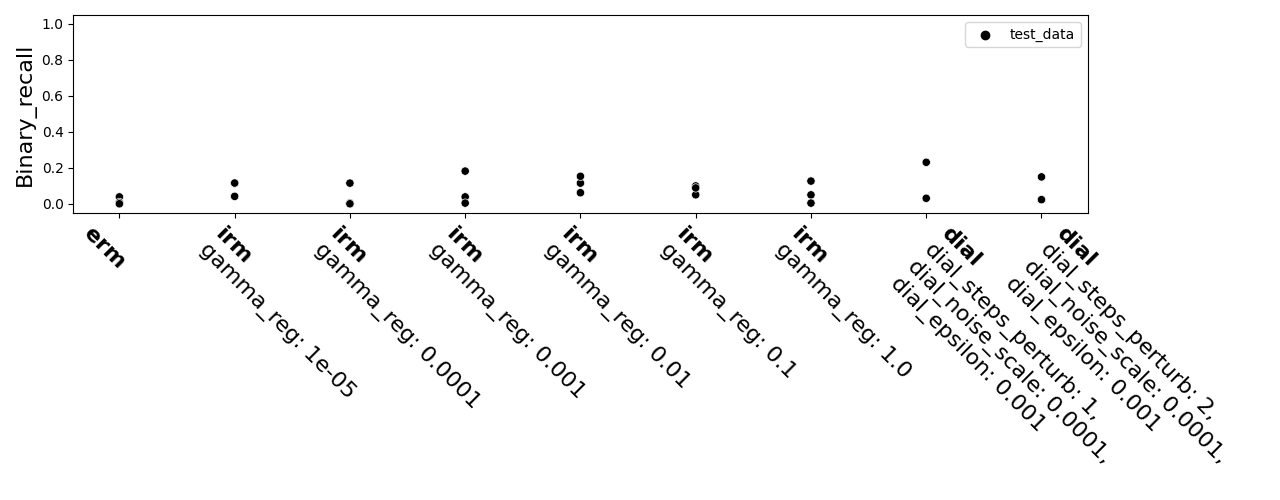 1.0
0.8
0.6
0.4
0.2
0.0
Binary_recall
test_data
erm
irm
gamma_reg: 1e-05
irm
gamma_reg: 0.0001
irm
gamma_reg: 0.001
irm
gamma_reg: 0.01
irm
gamma_reg: 0.1
irm
gamma_reg: 1.0
dial
dial_steps_perturb: 1,
dial_noise_scale: 0.0001,
dial_epsilon: 0.001
dial
dial_steps_perturb: 2,
dial_noise_scale: 0.0001,
dial_epsilon: 0.001